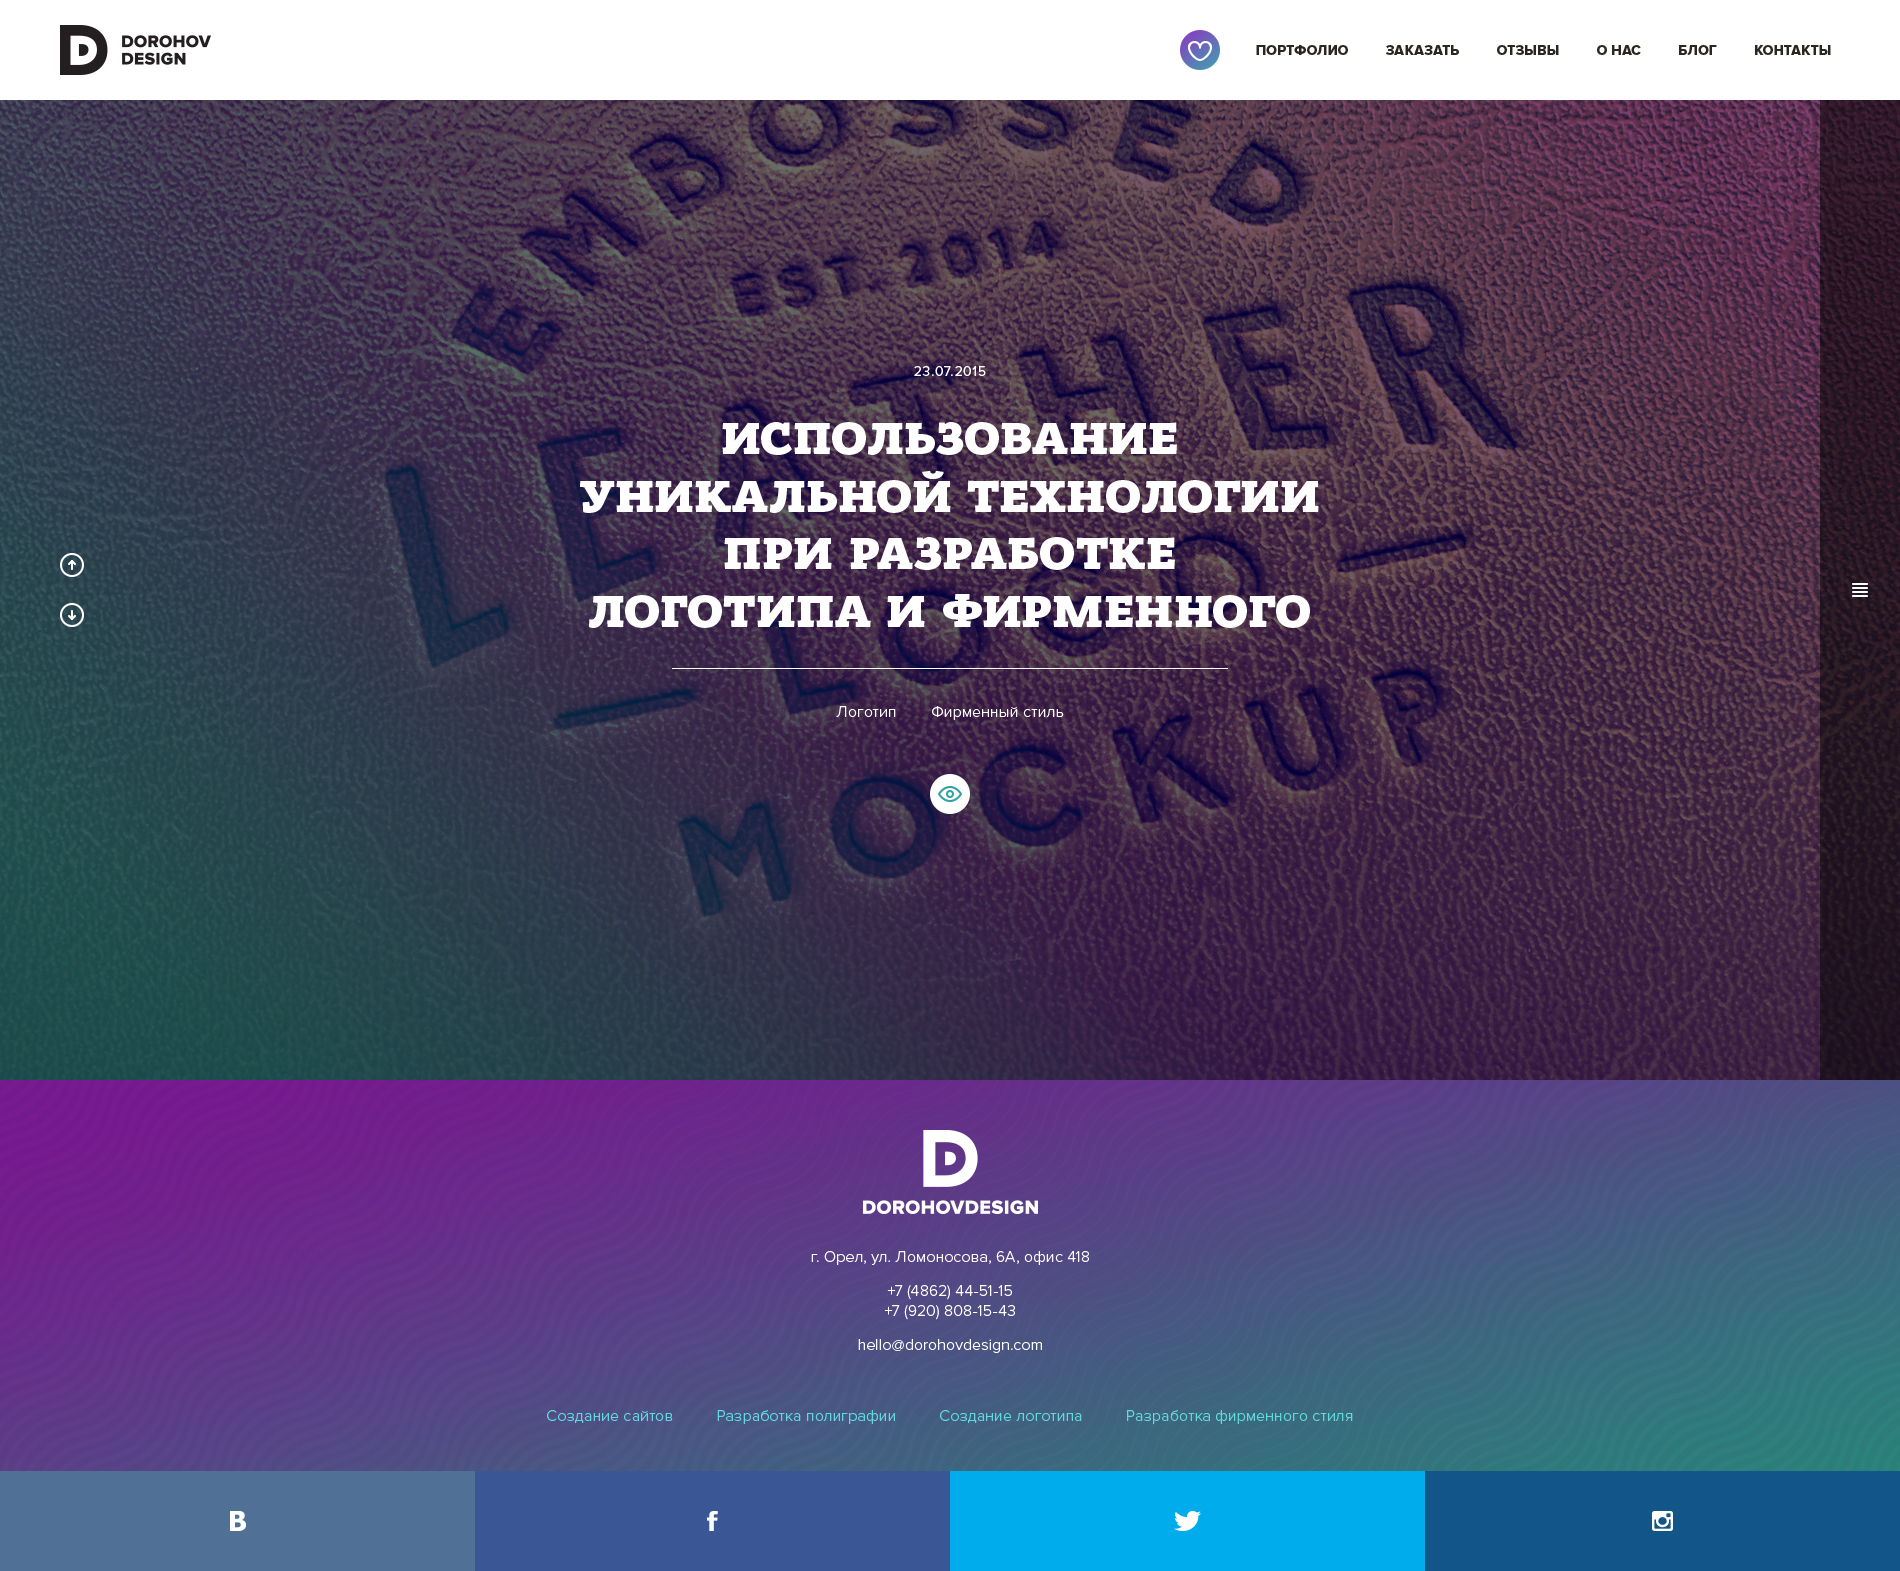 DOROHOV
DESIGN
ПОРТФОЛИО ЗАКАЗАТЬ ОТЗЫВЫ О НАС БЛОГ КОНТАКТЫ
EMBOSSED
EST. 2014
LEATHER
LOGO
MOCKUP
23.07.2015
ИСПОЛЬЗОВАНИЕ
УНИКАЛЬНОЙ ТЕХНОЛОГИИ
ПРИ РАЗРАБОТКЕ
ЛОГОТИПА И ФИРМЕННОГО
Логотип Фирменный стиль
DOROHOVDESIGN
г. Орел, ул. Ломоносова, 6А, офис 418
+7 (4862) 44-51-15
+7 (920) 808-15-43
hello@dorohovdesign.com
Создание сайтов Разработка полиграфии Создание логотипа Разработка фирменного стиля